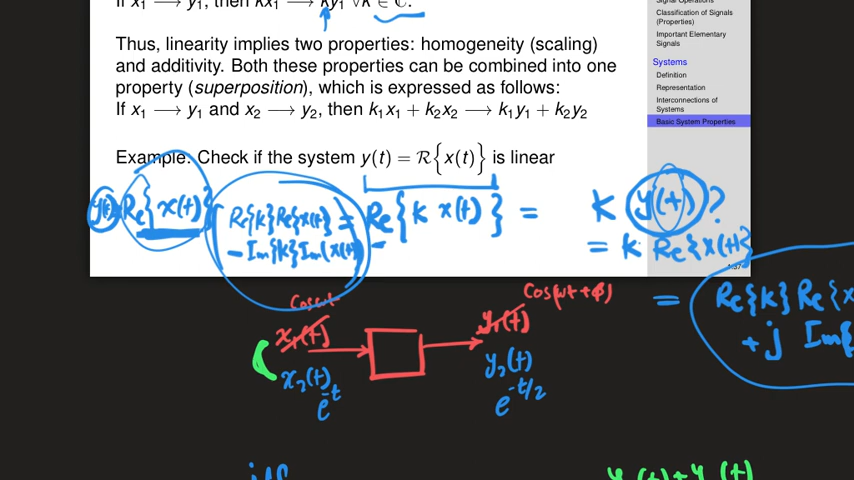 If x₁ ⟶ y₁, then kx₁ ⟶ ky₁ ∀k ∈ ℂ.
Thus, linearity implies two properties: homogeneity (scaling)
and additivity. Both these properties can be combined into one
property (superposition), which is expressed as follows:
If x₁ ⟶ y₁ and x₂ ⟶ y₂, then k₁x₁ + k₂x₂ ⟶ k₁y₁ + k₂y₂
Example: Check if the system y(t) = R{x(t)} is linear
Signal Operations
Classification of Signals
(Properties)
Important Elementary
Signals
Systems
Definition
Representation
Interconnections of
Systems
Basic System Properties
y(t)=Re{x(t)}
Re{k}Re{x(t)}
-Im{k}Im{x(t)}
= Re{k x(t)} = k y(t)?
= k Re{x(t)}
= Re{k}Re{x
+j Im{
Cosωt
x₁(t)
x₂(t)
e^-t
Cos(ωt+ϕ)
y₁(t)
y₂(t)
e^-t/2